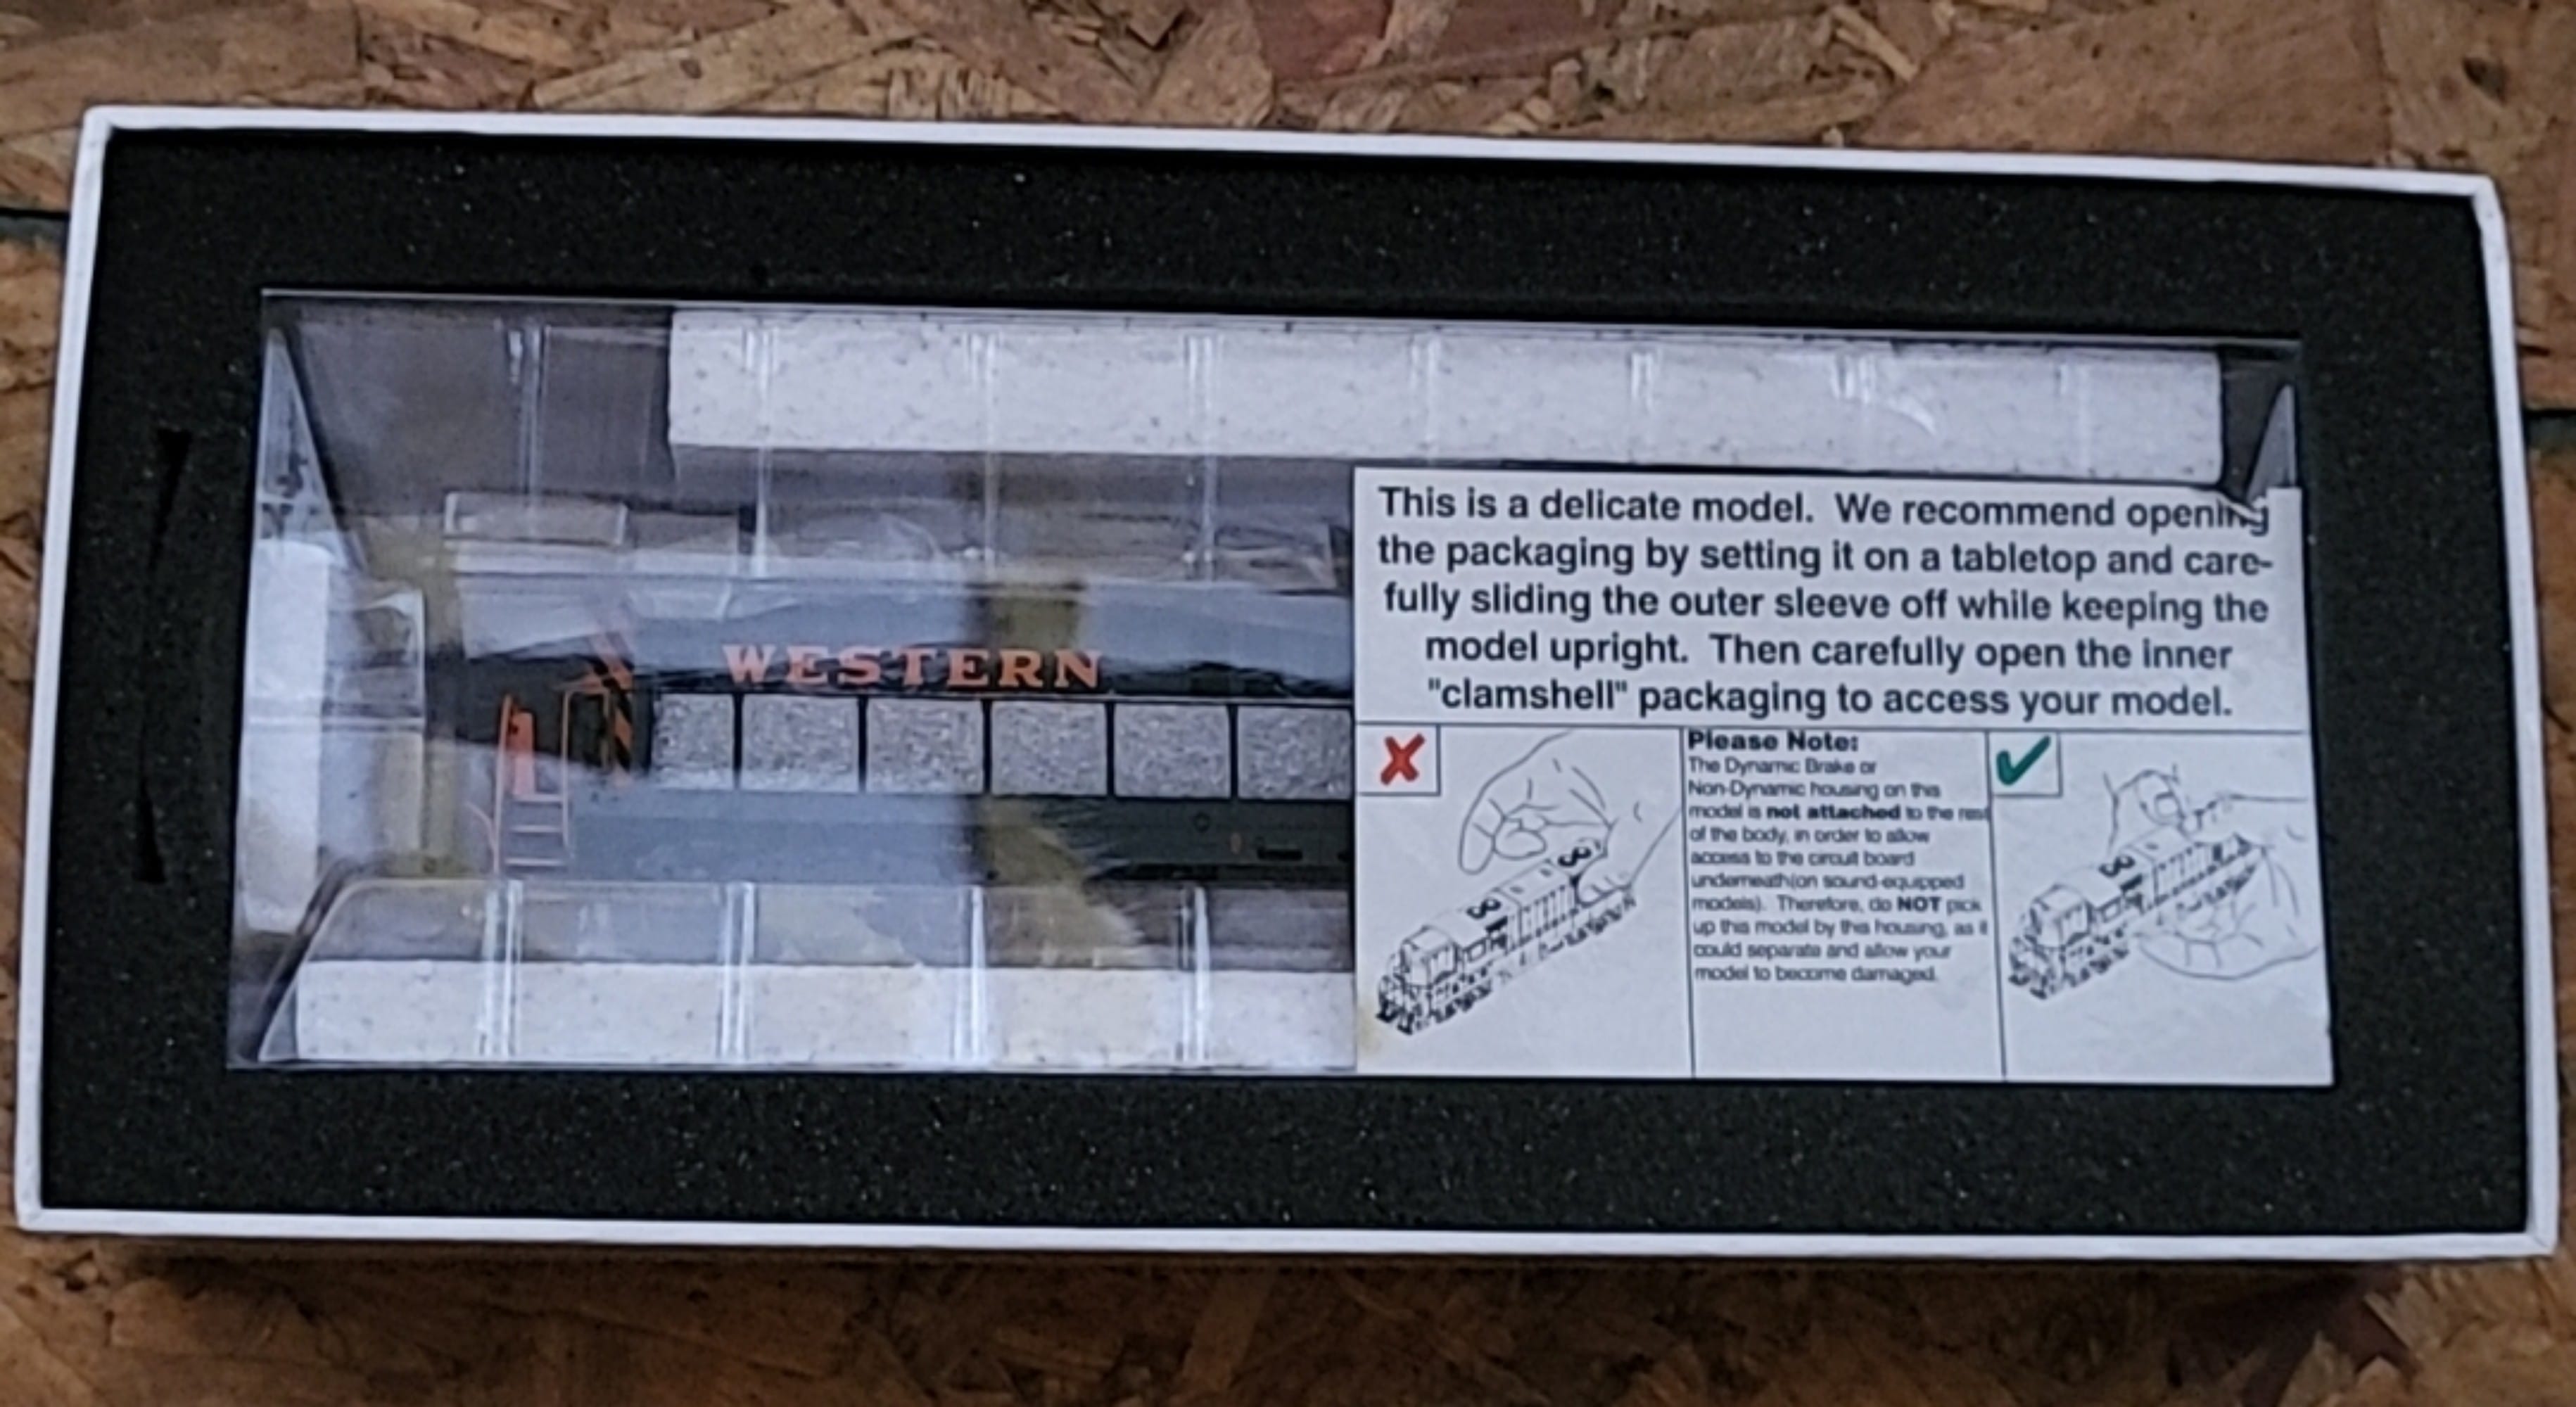 WESTERN
This is a delicate model. We recommend opening
the packaging by setting it on a tabletop and care-
fully sliding the outer sleeve off while keeping the
model upright. Then carefully open the inner
"clamshell" packaging to access your model.
Please Note:
The Dynamic Brake or
Non-Dynamic housing on this
model is not attached to the rest
of the body, in order to allow
access to the circuit board
underneath(on sound-equipped
models). Therefore, do NOT pick
up this model by this housing, as it
could separate and allow your
model to become damaged.